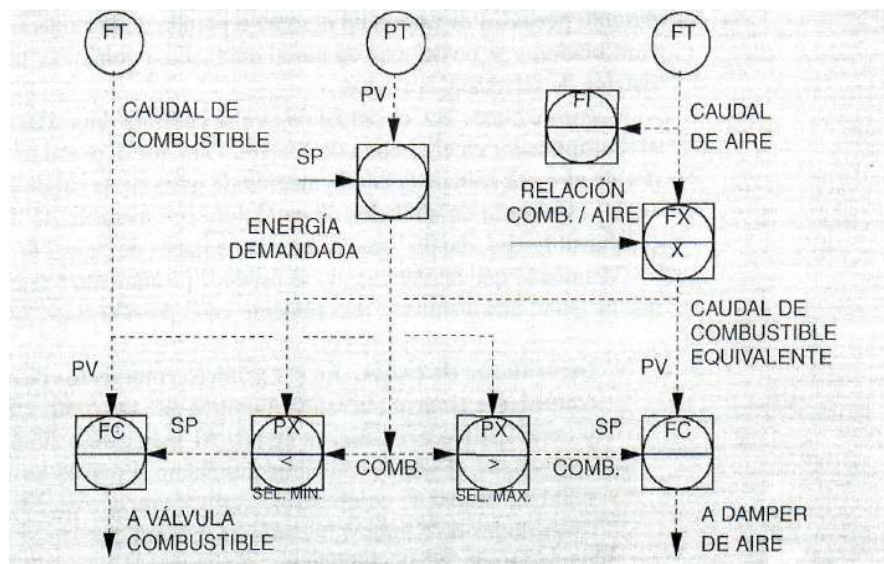 FT
PT
FT
PV
FI
CAUDAL DE
COMBUSTIBLE
CAUDAL
DE AIRE
SP
PC
RELACIÓN
COMB. / AIRE
FX
X
ENERGÍA
DEMANDADA
CAUDAL DE
COMBUSTIBLE
EQUIVALENTE
PV
PV
FC
SP
PX
<
SEL. MIN.
COMB.
PX
>
SEL. MAX.
SP
COMB.
FC
A VÁLVULA
COMBUSTIBLE
A DAMPER
DE AIRE